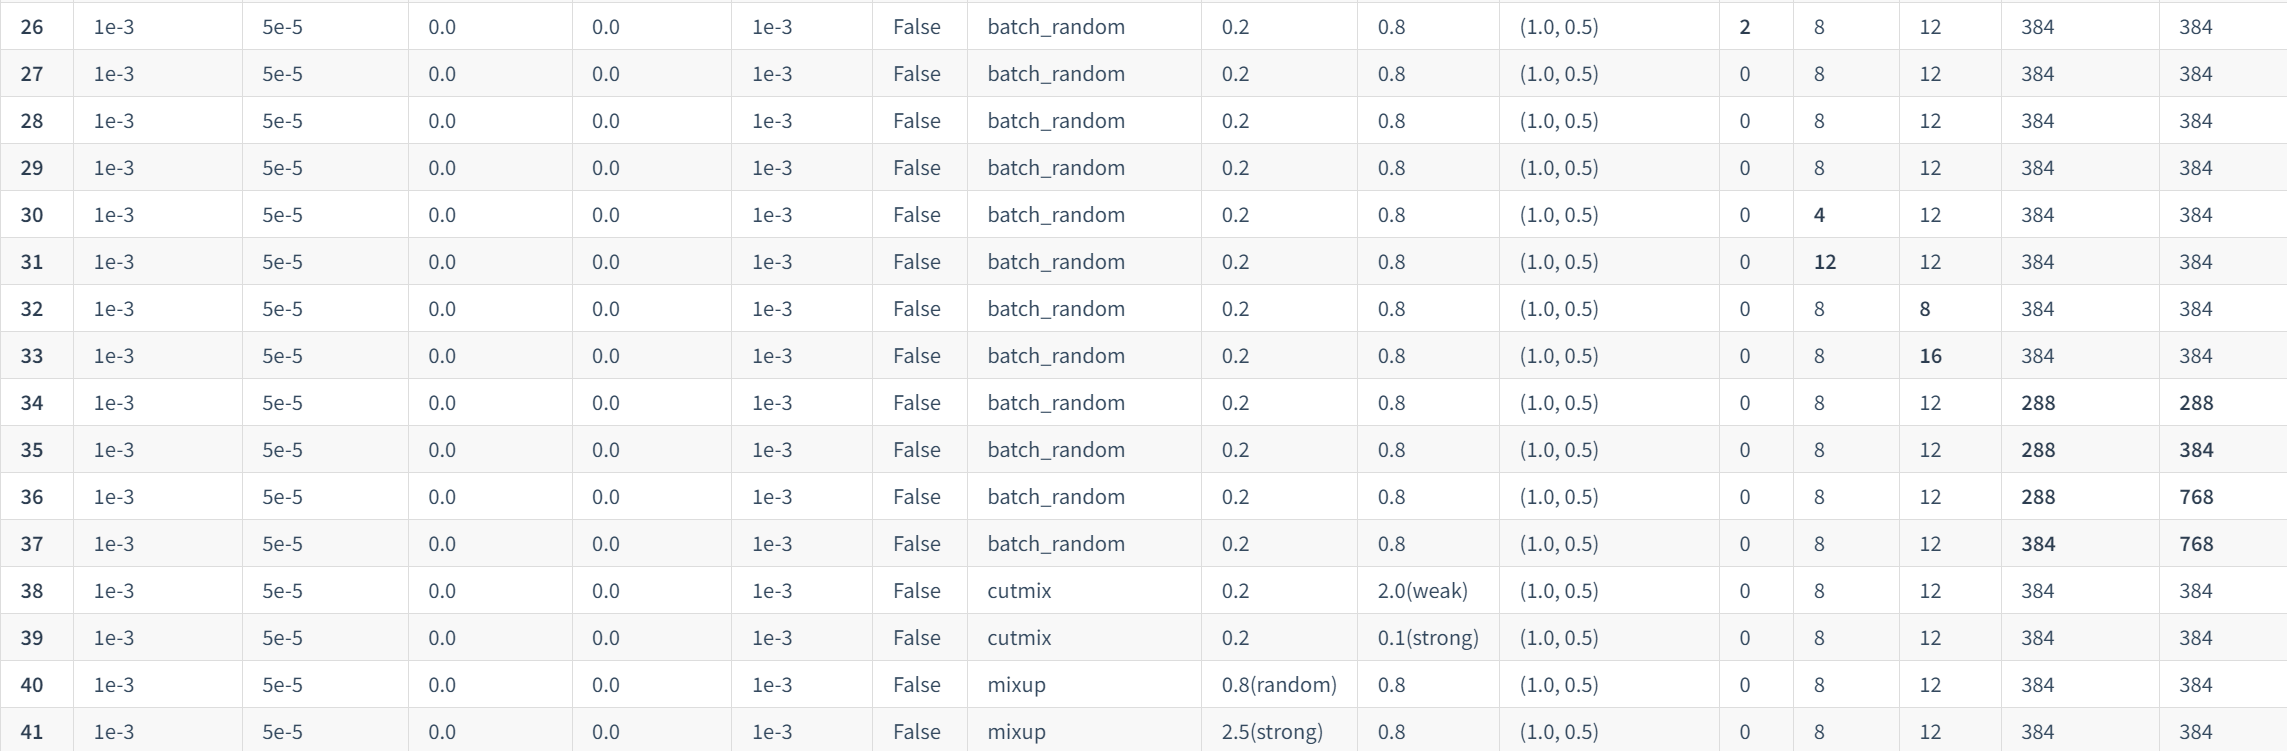 26 1e-3 5e-5 0.0 0.0 1e-3 False batch_random 0.2 0.8 (1.0, 0.5) 2 8 12 384 384
27 1e-3 5e-5 0.0 0.0 1e-3 False batch_random 0.2 0.8 (1.0, 0.5) 0 8 12 384 384
28 1e-3 5e-5 0.0 0.0 1e-3 False batch_random 0.2 0.8 (1.0, 0.5) 0 8 12 384 384
29 1e-3 5e-5 0.0 0.0 1e-3 False batch_random 0.2 0.8 (1.0, 0.5) 0 8 12 384 384
30 1e-3 5e-5 0.0 0.0 1e-3 False batch_random 0.2 0.8 (1.0, 0.5) 0 4 12 384 384
31 1e-3 5e-5 0.0 0.0 1e-3 False batch_random 0.2 0.8 (1.0, 0.5) 0 12 12 384 384
32 1e-3 5e-5 0.0 0.0 1e-3 False batch_random 0.2 0.8 (1.0, 0.5) 0 8 8 384 384
33 1e-3 5e-5 0.0 0.0 1e-3 False batch_random 0.2 0.8 (1.0, 0.5) 0 8 16 384 384
34 1e-3 5e-5 0.0 0.0 1e-3 False batch_random 0.2 0.8 (1.0, 0.5) 0 8 12 288 288
35 1e-3 5e-5 0.0 0.0 1e-3 False batch_random 0.2 0.8 (1.0, 0.5) 0 8 12 288 384
36 1e-3 5e-5 0.0 0.0 1e-3 False batch_random 0.2 0.8 (1.0, 0.5) 0 8 12 288 768
37 1e-3 5e-5 0.0 0.0 1e-3 False batch_random 0.2 0.8 (1.0, 0.5) 0 8 12 384 768
38 1e-3 5e-5 0.0 0.0 1e-3 False cutmix 0.2 2.0(weak) (1.0, 0.5) 0 8 12 384 384
39 1e-3 5e-5 0.0 0.0 1e-3 False cutmix 0.2 0.1(strong) (1.0, 0.5) 0 8 12 384 384
40 1e-3 5e-5 0.0 0.0 1e-3 False mixup 0.8(random) 0.8 (1.0, 0.5) 0 8 12 384 384
41 1e-3 5e-5 0.0 0.0 1e-3 False mixup 2.5(strong) 0.8 (1.0, 0.5) 0 8 12 384 384